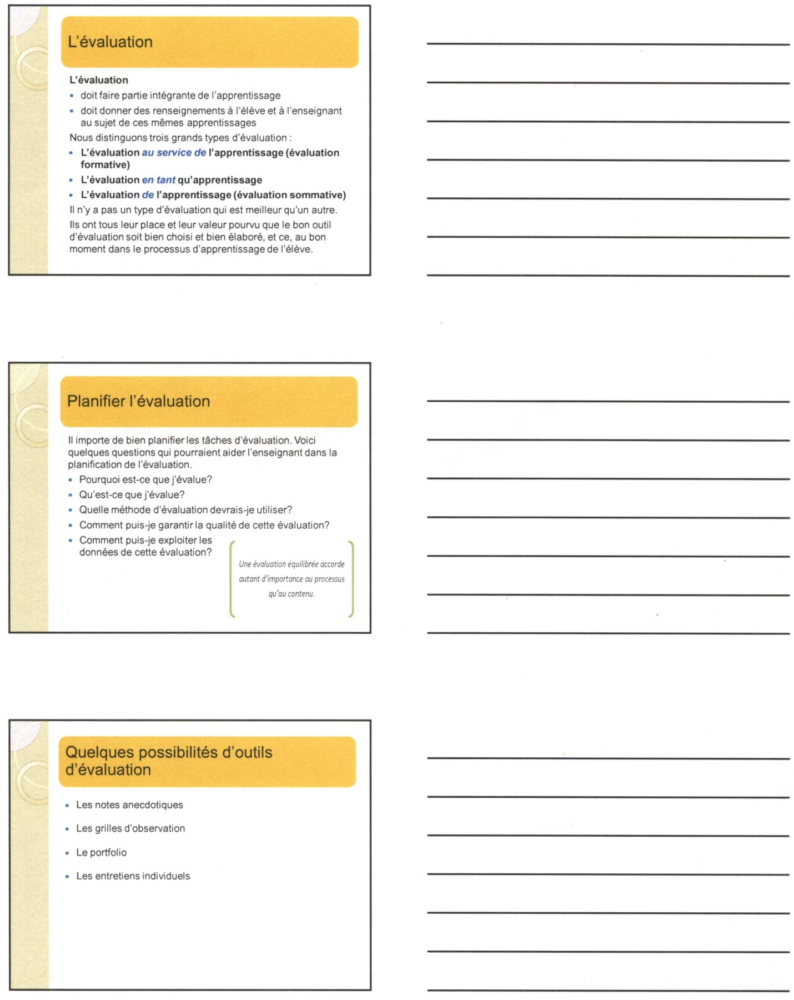 L'évaluation
L'évaluation
• doit faire partie intégrante de l'apprentissage
• doit donner des renseignements à l'élève et à l'enseignant
au sujet de ces mêmes apprentissages
Nous distinguons trois grands types d'évaluation :
• L'évaluation au service de l'apprentissage (évaluation
formative)
• L'évaluation en tant qu'apprentissage
• L'évaluation de l'apprentissage (évaluation sommative)
Il n'y a pas un type d'évaluation qui est meilleur qu'un autre.
Ils ont tous leur place et leur valeur pourvu que le bon outil
d'évaluation soit bien choisi et bien élaboré, et ce, au bon
moment dans le processus d'apprentissage de l'élève.
Planifier l'évaluation
Il importe de bien planifier les tâches d'évaluation. Voici
quelques questions qui pourraient aider l'enseignant dans la
planification de l'évaluation.
• Pourquoi est-ce que j'évalue?
• Qu'est-ce que j'évalue?
• Quelle méthode d'évaluation devrais-je utiliser?
• Comment puis-je garantir la qualité de cette évaluation?
• Comment puis-je exploiter les
données de cette évaluation?
Une évaluation équilibrée accorde
autant d'importance au processus
qu'au contenu.
Quelques possibilités d'outils
d'évaluation
• Les notes anecdotiques
• Les grilles d'observation
• Le portfolio
• Les entretiens individuels